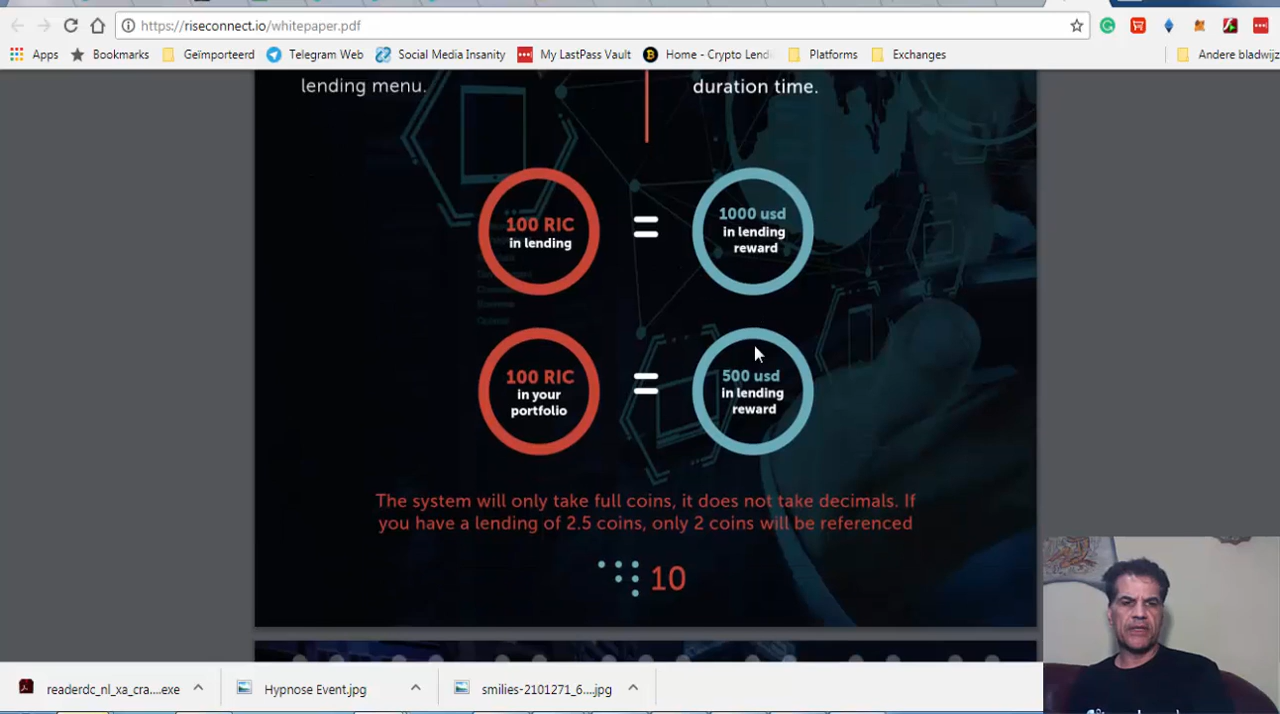 https://riseconnect.io/whitepaper.pdf
Apps
Bookmarks
Geïmporteerd
Telegram Web
Social Media Insanity
My LastPass Vault
Home - Crypto Lendi
Platforms
Exchanges
Andere bladwijz
lending menu.
duration time.
100 RIC
in lending
=
1000 usd
in lending
reward
100 RIC
in your
portfolio
=
500 usd
in lending
reward
The system will only take full coins, it does not take decimals. If
you have a lending of 2.5 coins, only 2 coins will be referenced
10
readerdc_nl_xa_cra....exe
Hypnose Event.jpg
smilies-2101271_6....jpg